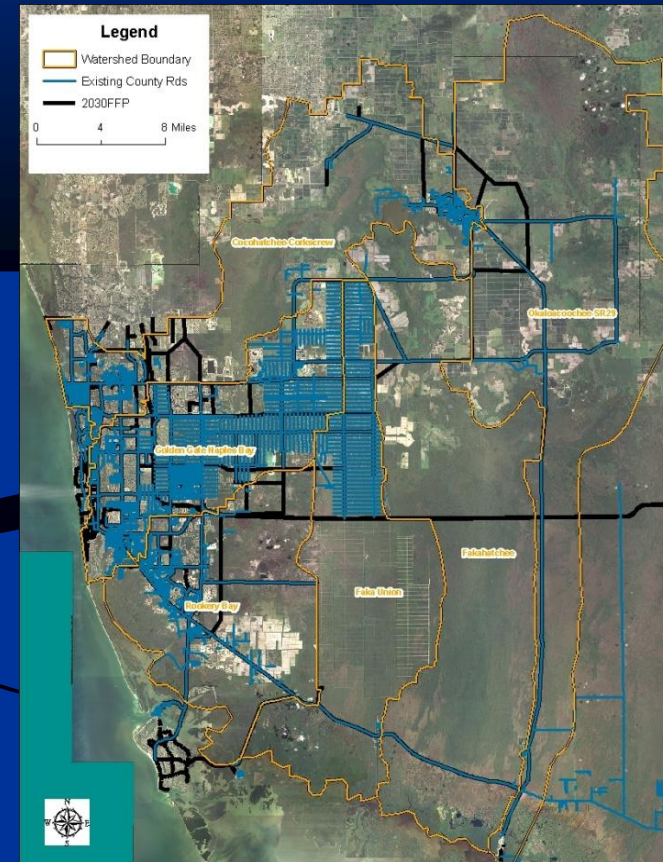 Legend
Watershed Boundary
Existing County Rds
2030FFP
0 4 8 Miles
Cocohatchee Corkscrew
Okaloacoochee SR29
Golden Gate Naples Bay
Fakahatchee
Faka Union
Rookery Bay
N
W E
S